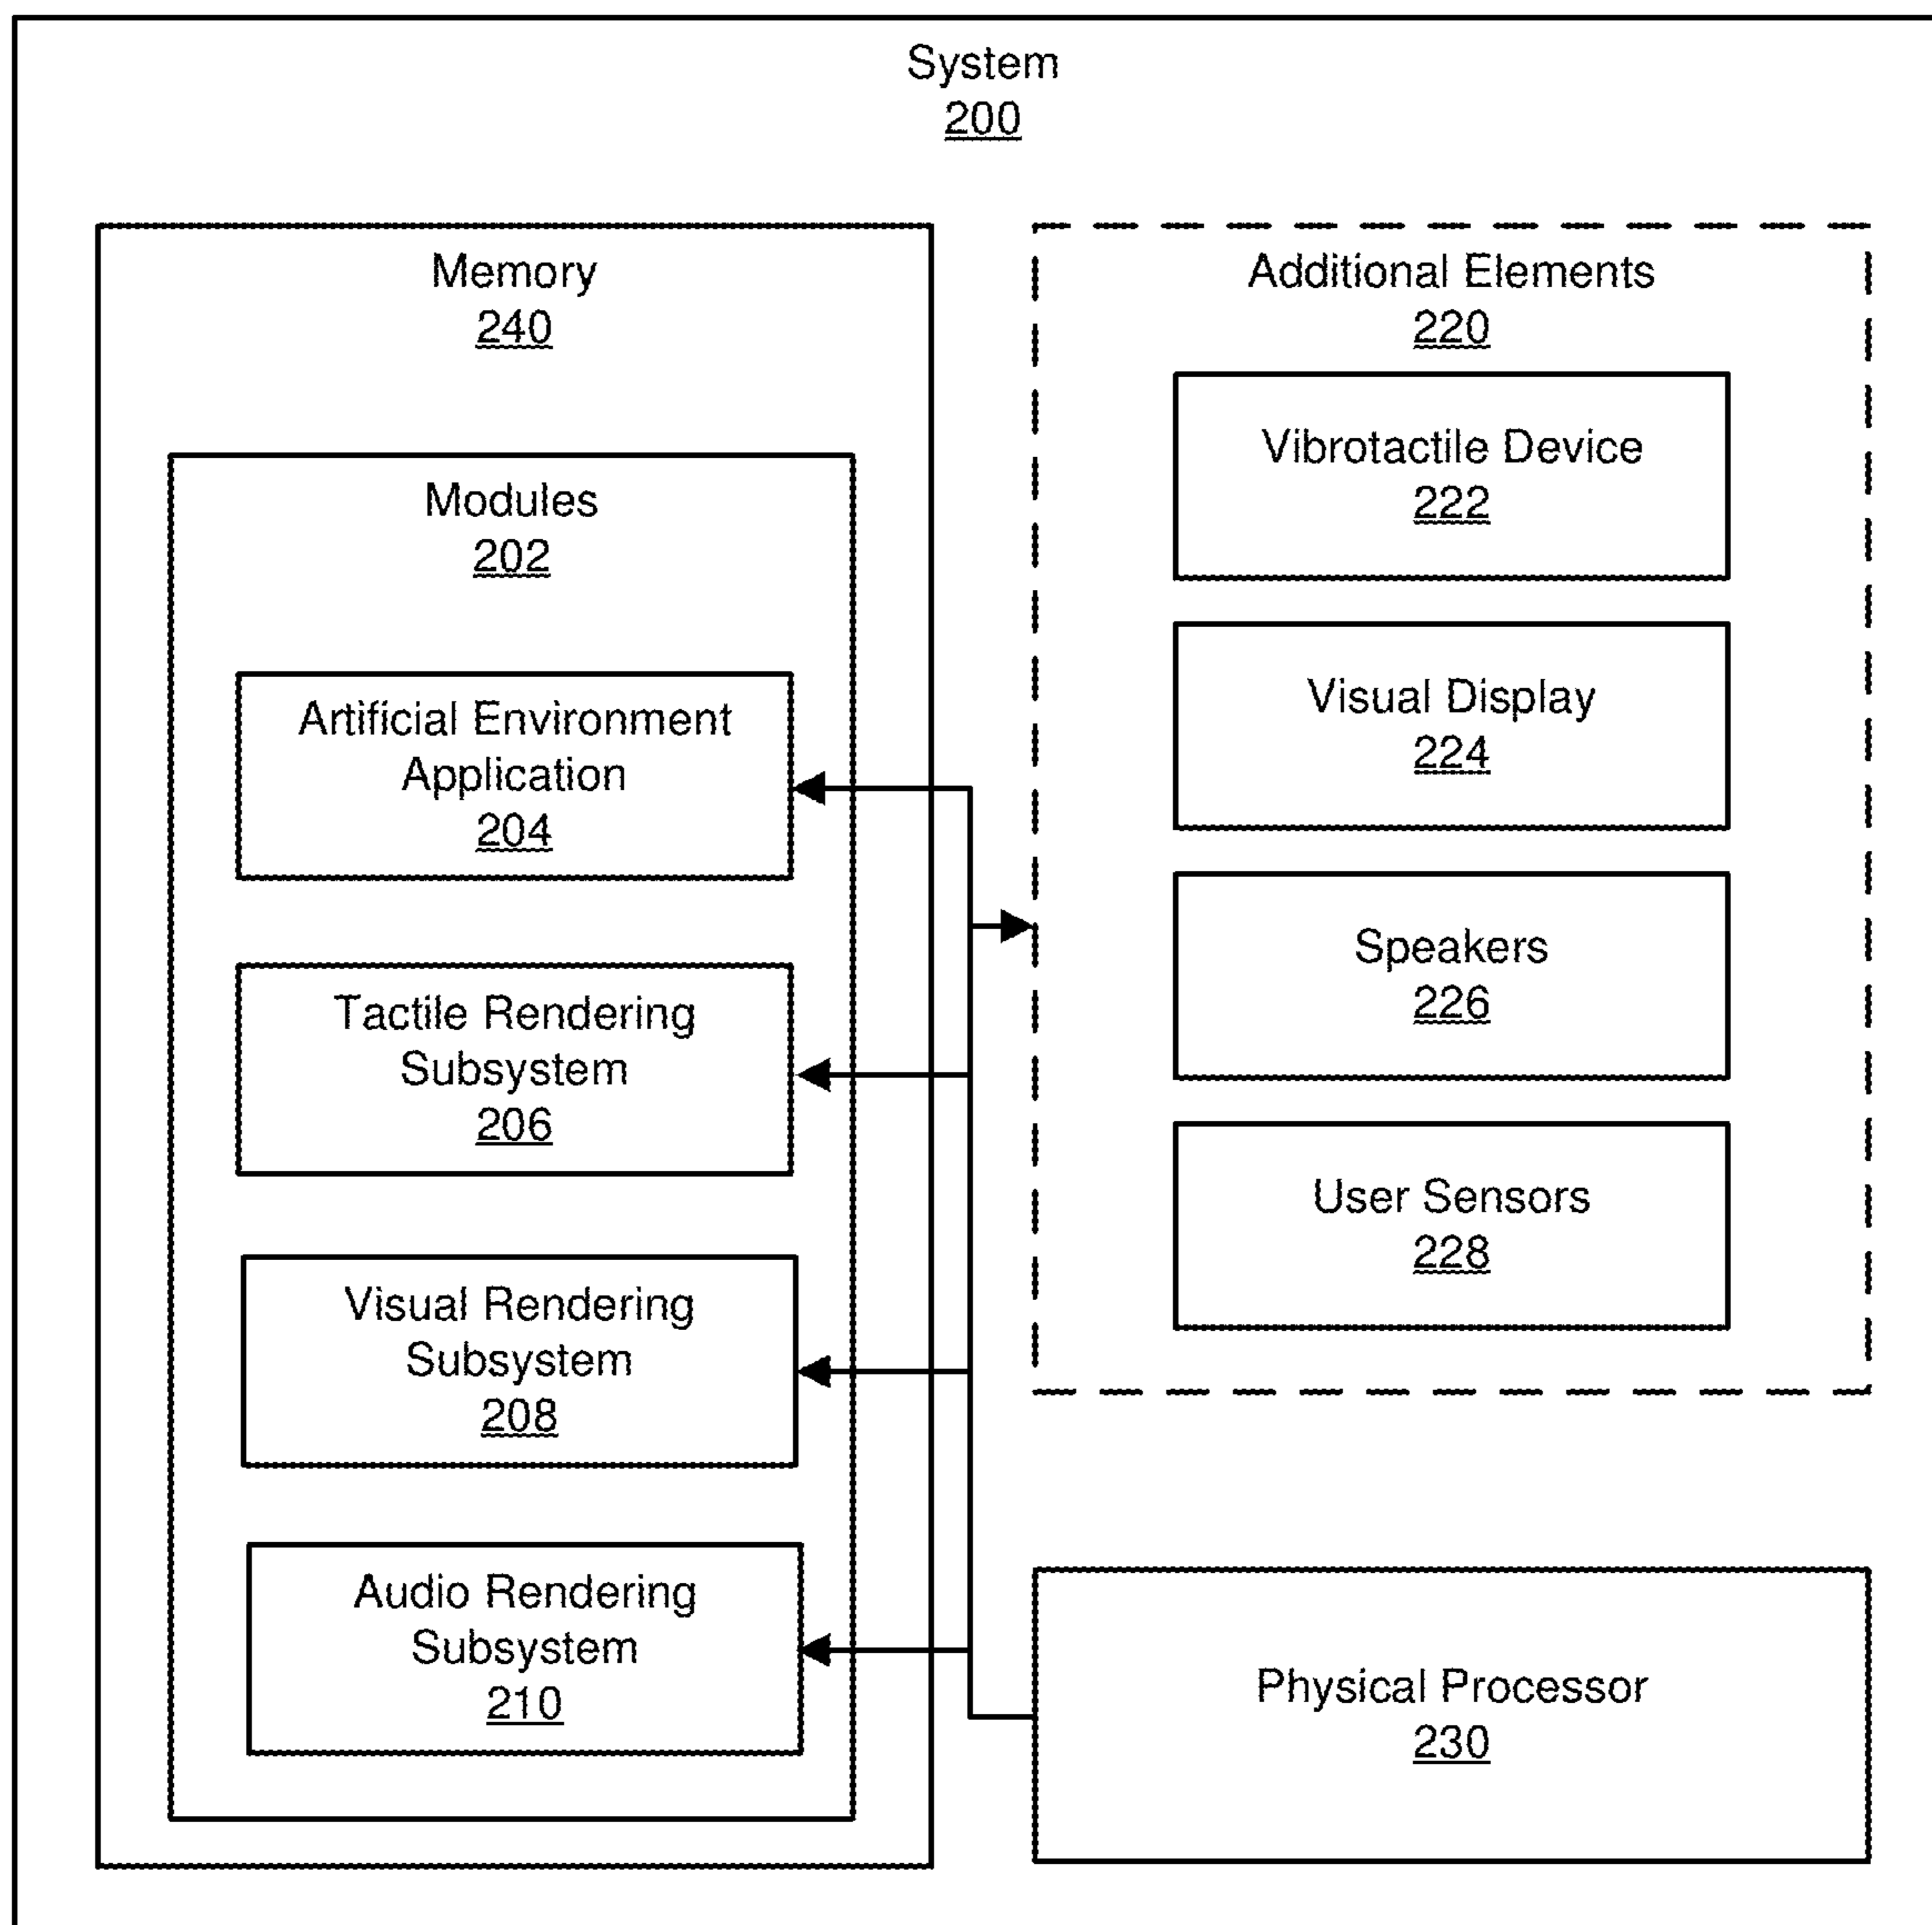 System
200
Memory
240
Modules
202
Artificial Environment
Application
204
Tactile Rendering
Subsystem
206
Visual Rendering
Subsystem
208
Audio Rendering
Subsystem
210
Additional Elements
220
Vibrotactile Device
222
Visual Display
224
Speakers
226
User Sensors
228
Physical Processor
230